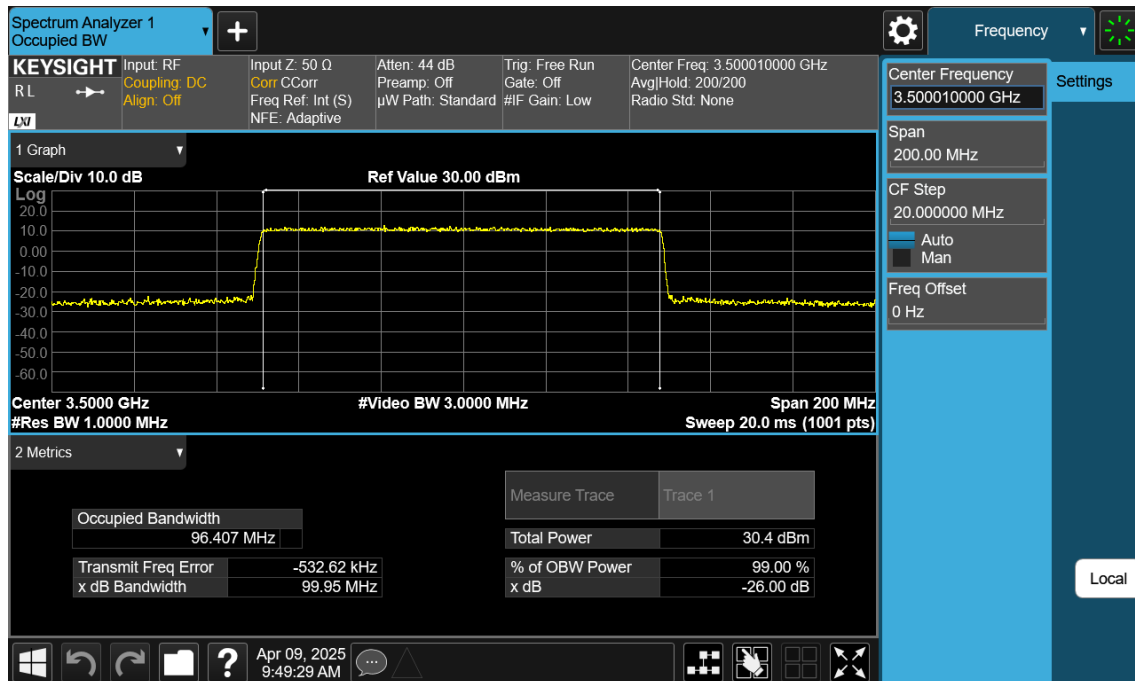 Spectrum Analyzer 1
Occupied BW
Frequency
KEYSIGHT
R L
LXI
Input: RF
Coupling: DC
Align: Off
Input Z: 50 Ω
Corr CCorr
Freq Ref: Int (S)
NFE: Adaptive
Atten: 44 dB
Preamp: Off
µW Path: Standard
Trig: Free Run
Gate: Off
#IF Gain: Low
Center Freq: 3.500010000 GHz
Avg|Hold: 200/200
Radio Std: None
Center Frequency
3.500010000 GHz
Span
200.00 MHz
CF Step
20.000000 MHz
Auto
Man
Freq Offset
0 Hz
Settings
Local
1 Graph
Scale/Div 10.0 dB
Ref Value 30.00 dBm
Log
20.0
10.0
0.00
-10.0
-20.0
-30.0
-40.0
-50.0
-60.0
Center 3.5000 GHz
#Video BW 3.0000 MHz
Span 200 MHz
#Res BW 1.0000 MHz
Sweep 20.0 ms (1001 pts)
2 Metrics
Measure Trace
Trace 1
Occupied Bandwidth
96.407 MHz
Total Power
30.4 dBm
Transmit Freq Error
-532.62 kHz
% of OBW Power
99.00 %
x dB Bandwidth
99.95 MHz
x dB
-26.00 dB
Apr 09, 2025
9:49:29 AM